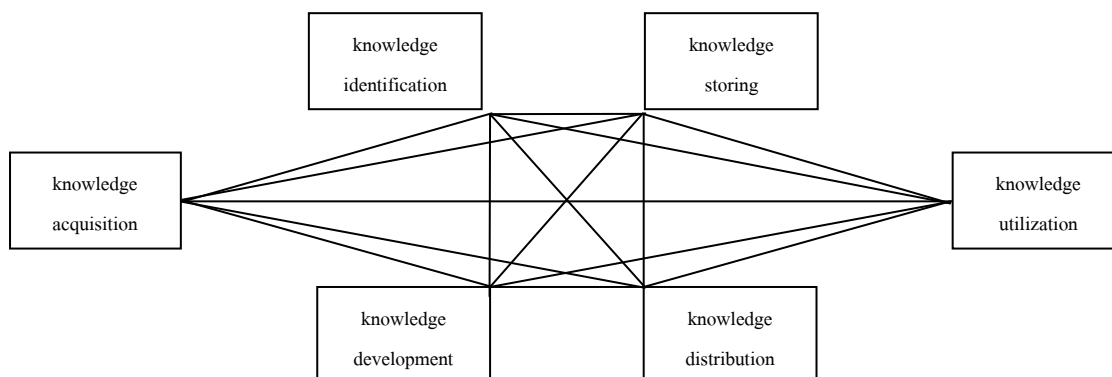 knowledge
identification
knowledge
storing
knowledge
acquisition
knowledge
utilization
knowledge
development
knowledge
distribution